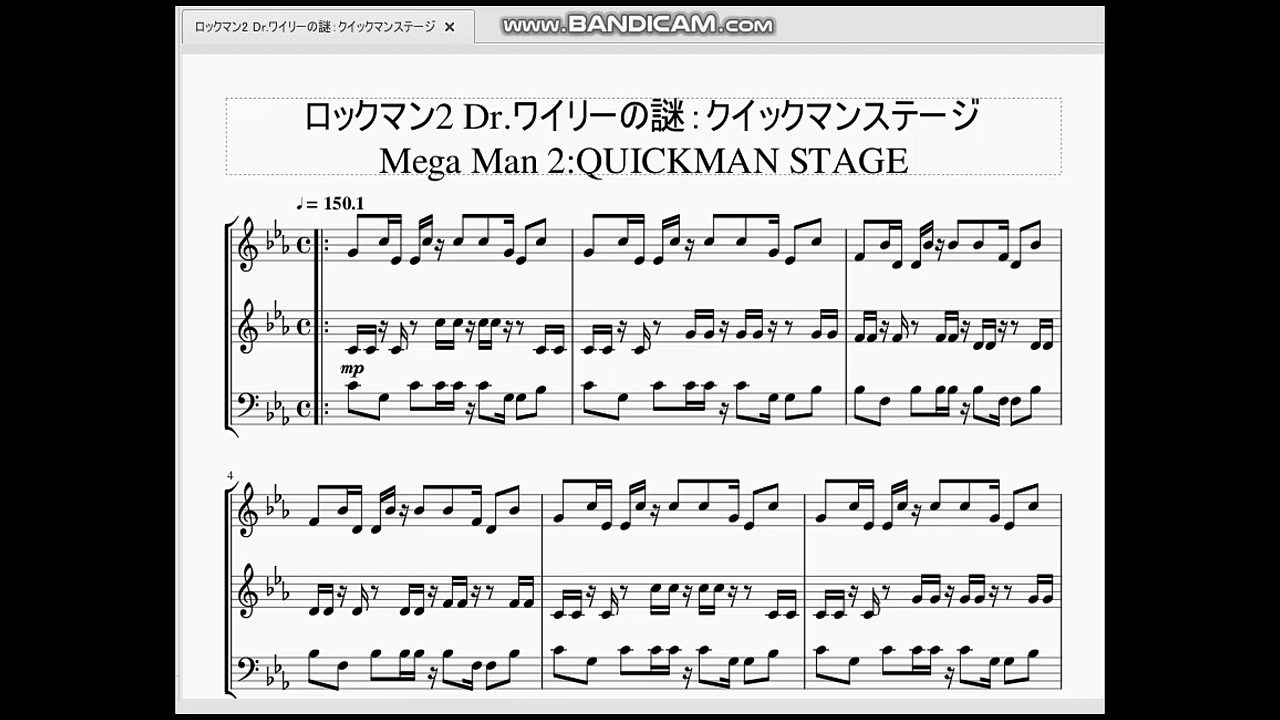 ロックマン2 Dr.ワイリーの謎：クイックマンステージ ×
www.BANDICAM.com
ロックマン2 Dr.ワイリーの謎：クイックマンステージ
Mega Man 2:QUICKMAN STAGE
♩= 150.1
mp
4